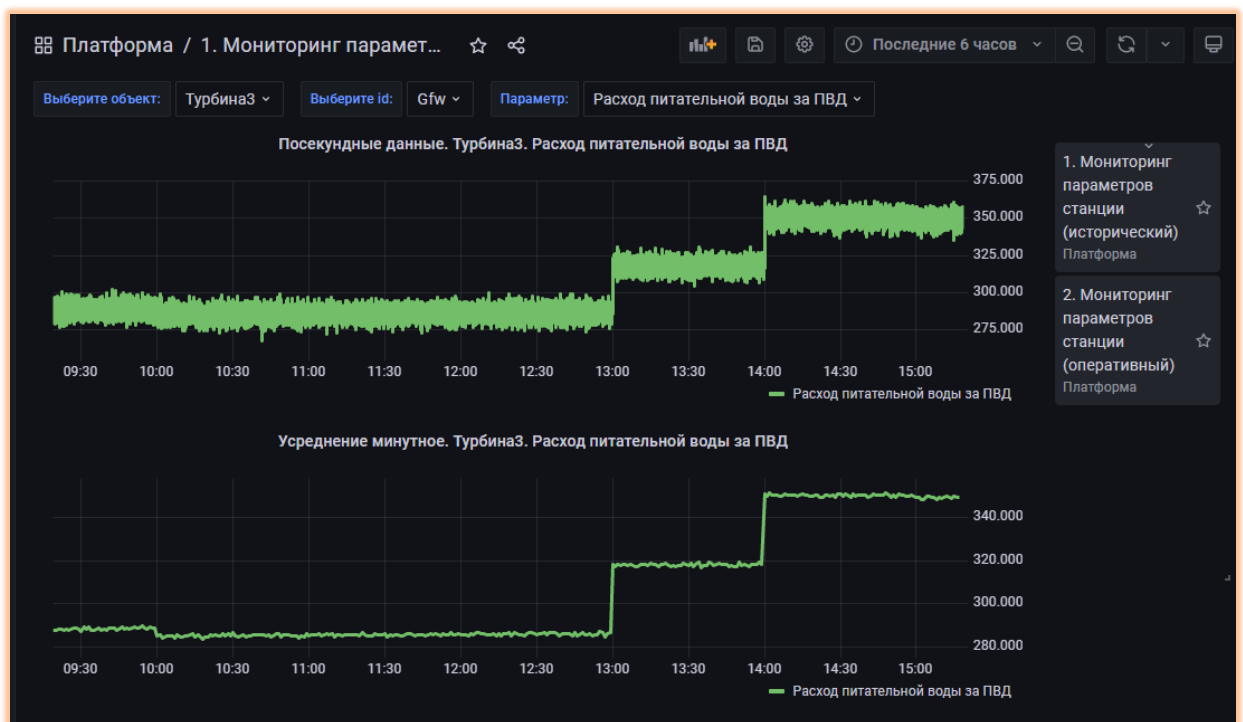 Платформа / 1. Мониторинг парамет...
Последние 6 часов
Выберите объект: Турбина3 Выберите id: Gfw Параметр: Расход питательной воды за ПВД
Посекундные данные. Турбина3. Расход питательной воды за ПВД
375.000
350.000
325.000
300.000
275.000
09:30 10:00 10:30 11:00 11:30 12:00 12:30 13:00 13:30 14:00 14:30 15:00
Расход питательной воды за ПВД
1. Мониторинг
параметров
станции
(исторический)
Платформа
2. Мониторинг
параметров
станции
(оперативный)
Платформа
Усреднение минутное. Турбина3. Расход питательной воды за ПВД
340.000
320.000
300.000
280.000
09:30 10:00 10:30 11:00 11:30 12:00 12:30 13:00 13:30 14:00 14:30 15:00
Расход питательной воды за ПВД